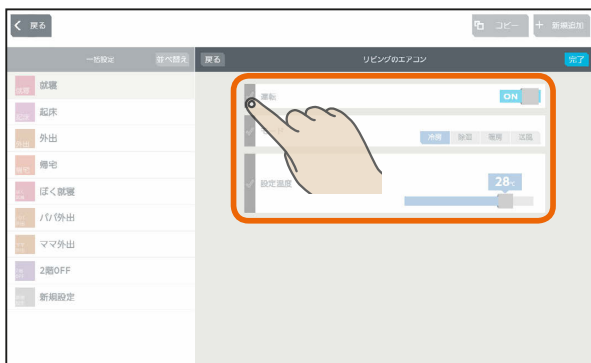 戻る
コピー
新規追加
一括設定
並べ替え
戻る
リビングのエアコン
完了
就寝
起床
外出
帰宅
ぼく就寝
パパ外出
ママ外出
2階OFF
新規設定
運転
ON
冷房 除湿 暖房 送風
設定温度
28℃